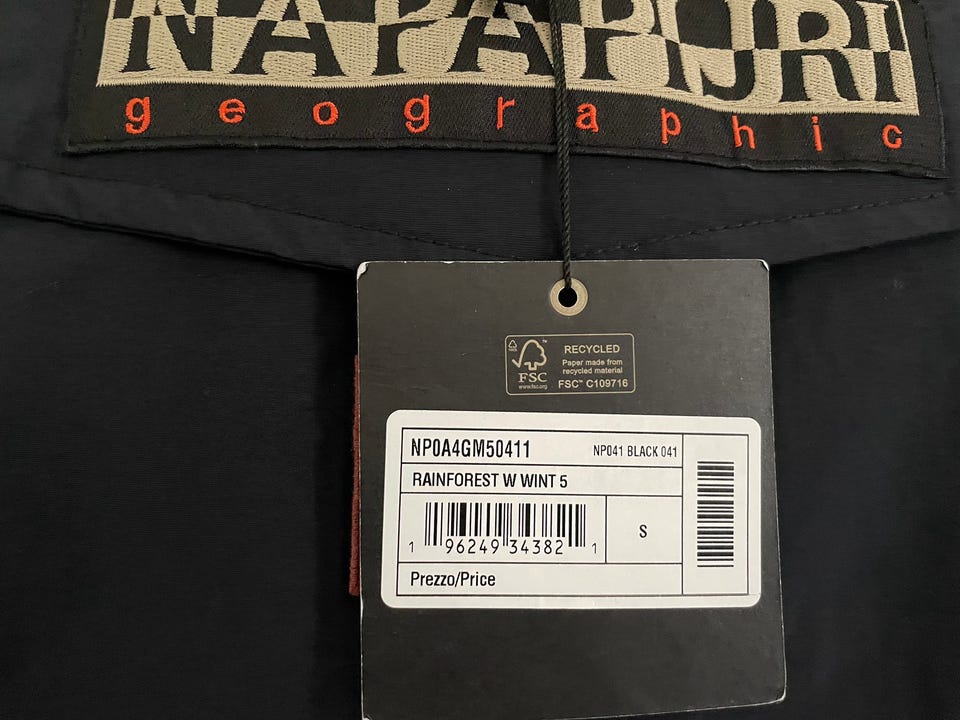 NAPAPIJRI
geographic
RECYCLED
Paper made from
recycled material
FSC™ C109716
FSC
www.fsc.org
NP0A4GM50411 NP041 BLACK 041
RAINFOREST W WINT 5
1 96249 34382 1
S
Prezzo/Price